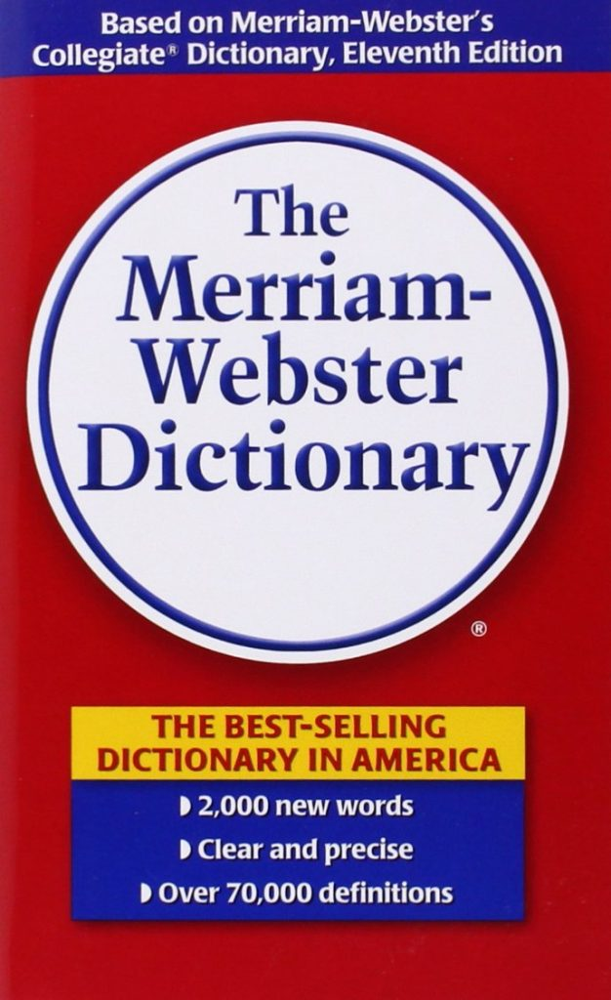 Based on Merriam-Webster's
Collegiate® Dictionary, Eleventh Edition
The
Merriam-
Webster
Dictionary
®
THE BEST-SELLING
DICTIONARY IN AMERICA
◗ 2,000 new words
◗ Clear and precise
◗ Over 70,000 definitions